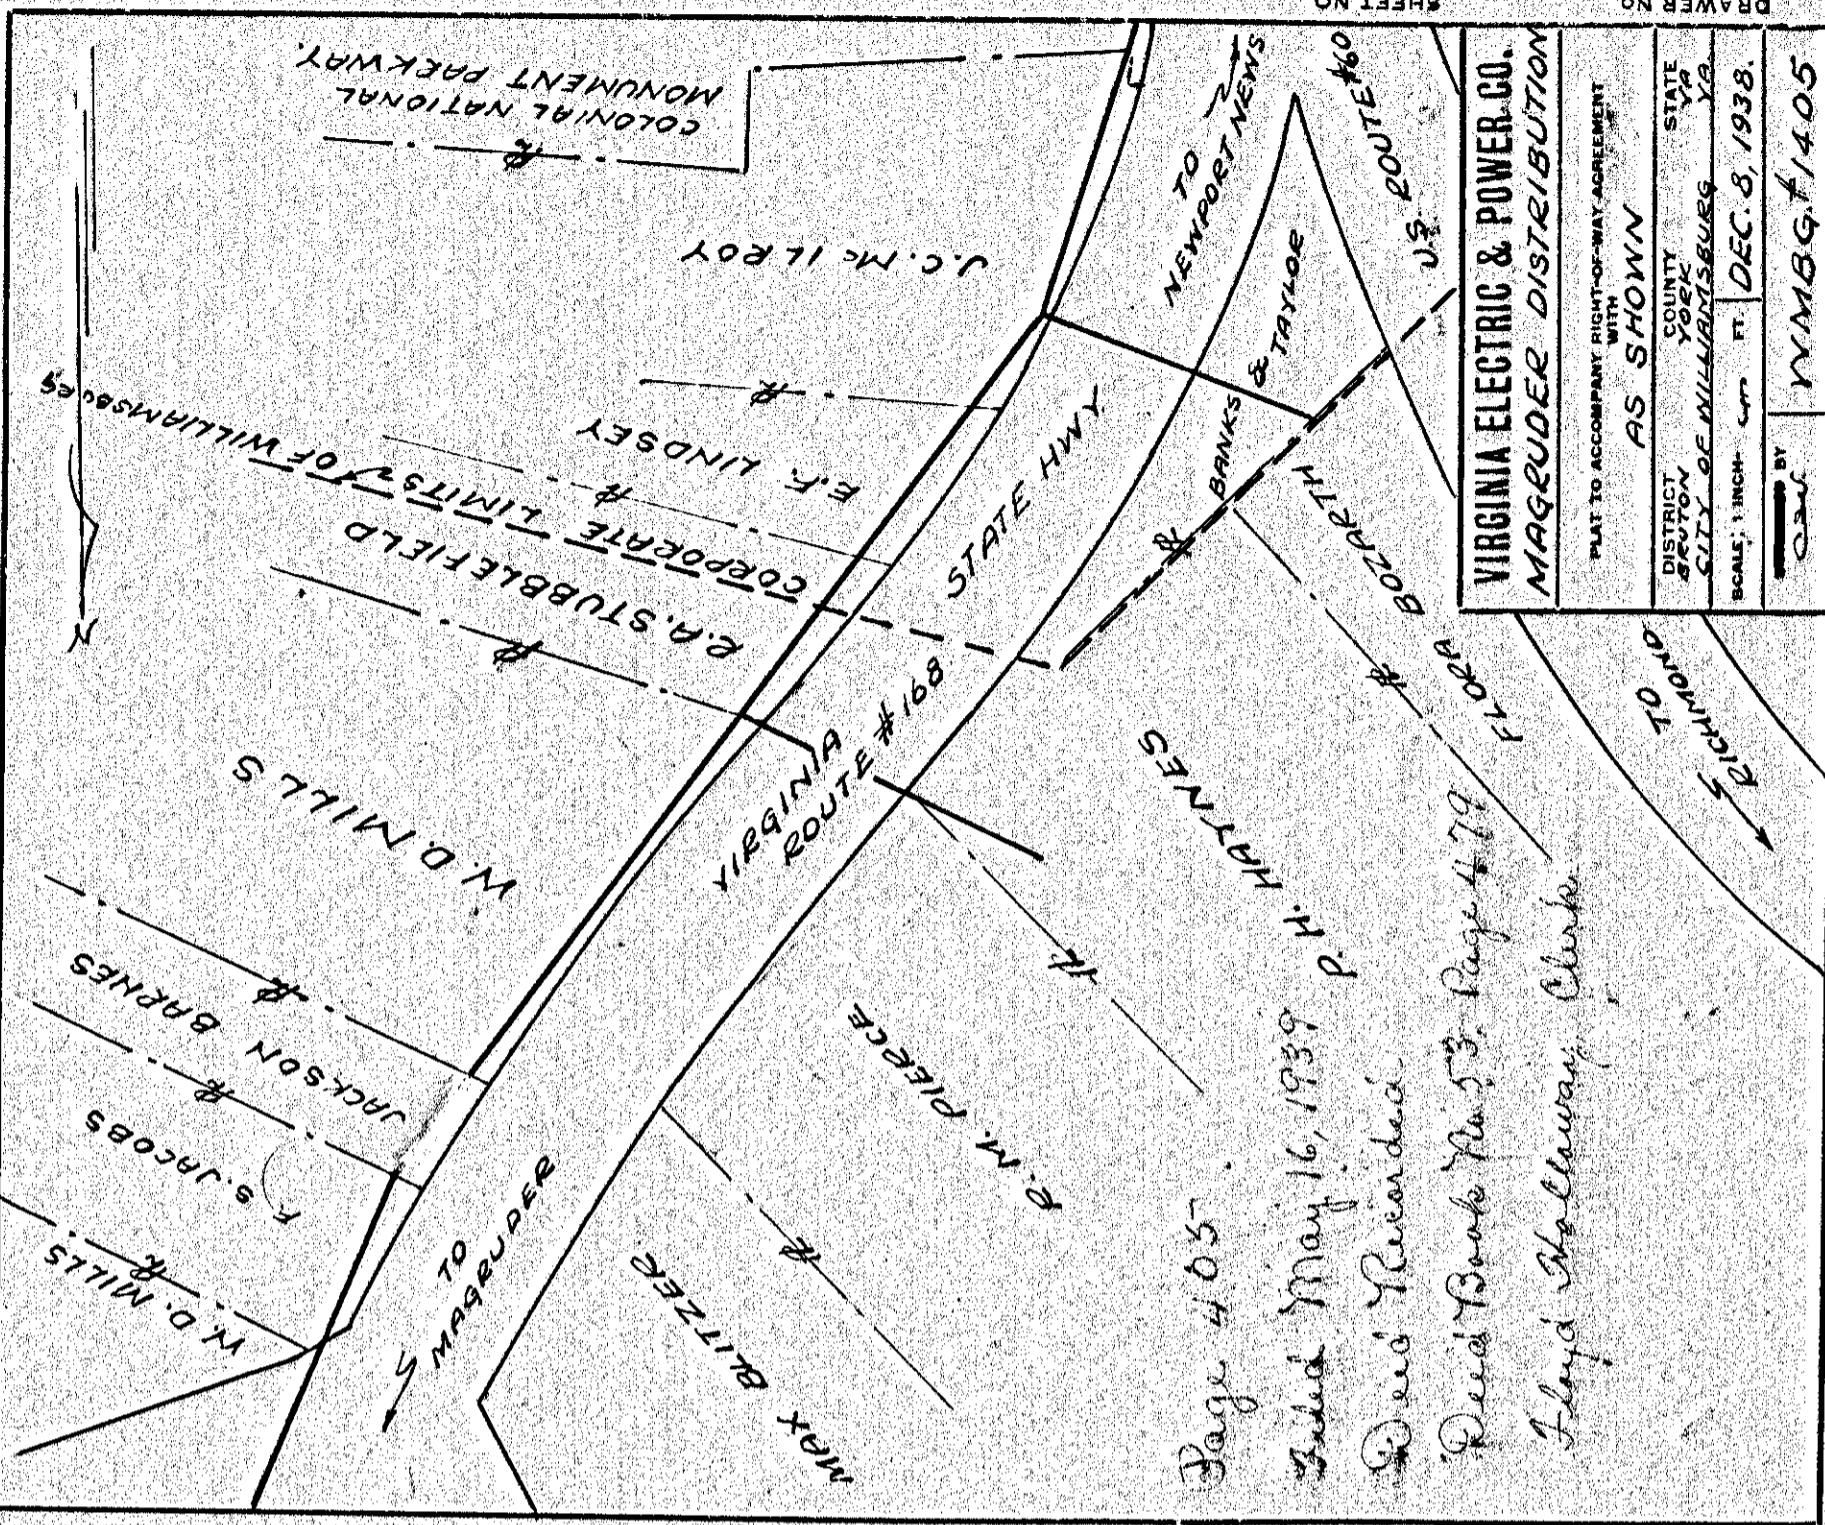 DRAWER NO
SHEET NO
VIRGINIA ELECTRIC & POWER CO.
MAGRUDER DISTRIBUTION
PLAT TO ACCOMPANY RIGHT-OF-WAY AGREEMENT
WITH
AS SHOWN
DISTRICT COUNTY STATE
BRUTON YORK VA
CITY OF WILLIAMSBURG VA.
SCALE: 1 INCH- FT. DEC. 8, 1938.
BY WMBG. #1405
COLONIAL NATIONAL
MONUMENT PARKWAY.
J.C. McILROY
E.F. LINDSEY
CORPORATE LIMITS OF WILLIAMSBURG
R.A. STUBBLEFIELD
W. D. MILLS
JACKSON BARNES
S. JACOBS
W. D. MILLS
N
TO
NEWPORT NEWS
U.S. ROUTE #60
BANKS & TAYLOE
STATE HWY
VIRGINIA
ROUTE #168
TO
MAGRUDER
FLORA BOZARTH
P. H. HAYNES
R. M. PIERCE
MAX BLITZER
TO
RICHMOND
Page 405
May 16, 1939
Deed Recorded
Deed Book No. 53 Page 479
Floyd Holloway, Clerk